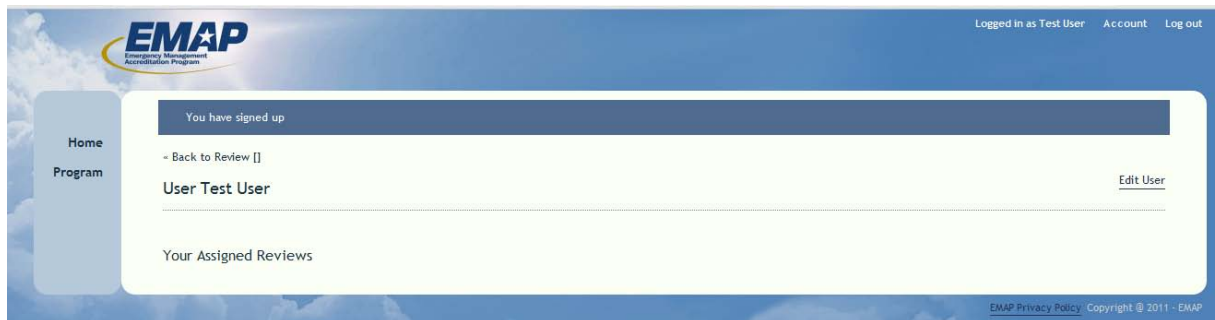 EMAP
Emergency Management
Accreditation Program
Logged in as Test User Account Log out
You have signed up
Home
Program
« Back to Review []
User Test User
Edit User
Your Assigned Reviews
EMAP Privacy Policy Copyright @ 2011 - EMAP